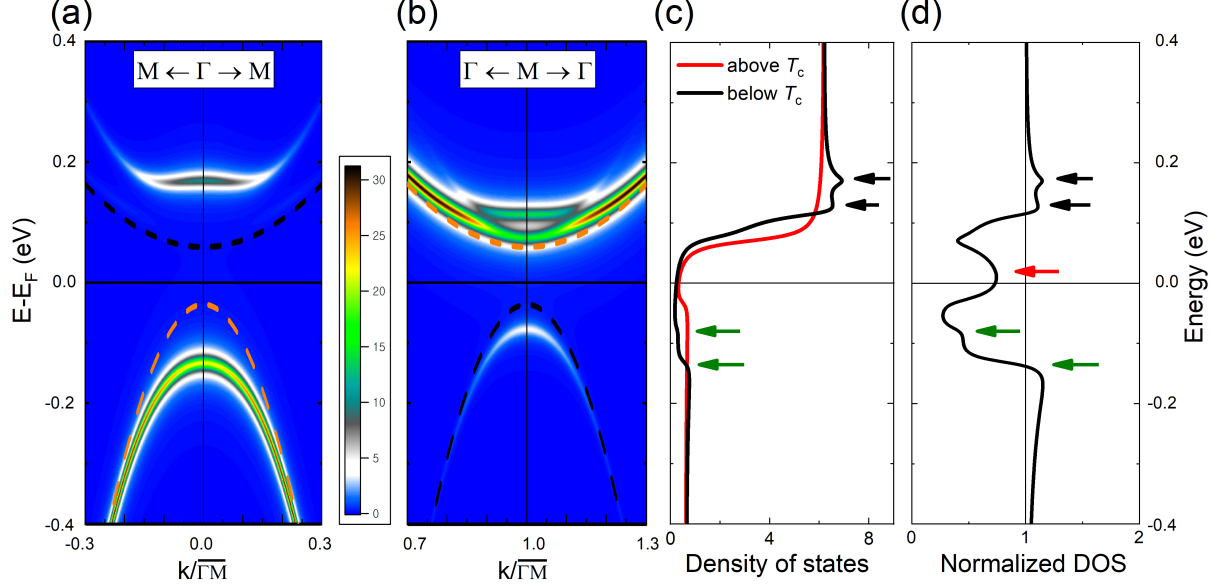 (a)
(b)
(c)
(d)
M ← Γ → M
Γ ← M → Γ
above Tc
below Tc
0.4
0.2
0.0
-0.2
-0.4
E-EF (eV)
-0.3
0.0
0.3
k/ΓM
30
25
20
15
10
5
0
0.7
1.0
1.3
k/ΓM
0
4
8
Density of states
0
1
2
Normalized DOS
0.4
0.2
0.0
-0.2
-0.4
Energy (eV)